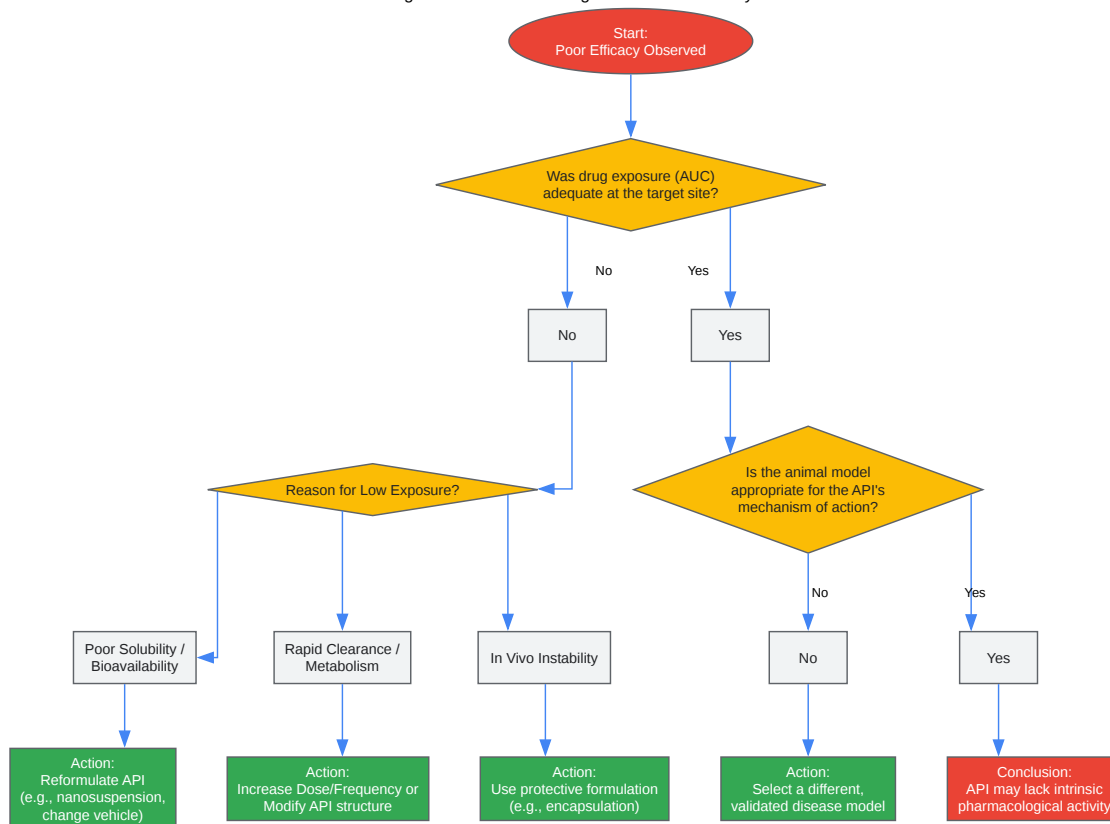 Start:
Poor Efficacy Observed
Was drug exposure (AUC)
adequate at the target site?
No
Yes
No
Yes
Is the animal model
appropriate for the API's
mechanism of action?
Reason for Low Exposure?
No
Yes
Poor Solubility /
Bioavailability
Rapid Clearance /
Metabolism
In Vivo Instability
No
Yes
Action:
Reformulate API
(e.g., nanosuspension,
change vehicle)
Action:
Increase Dose/Frequency or
Modify API structure
Action:
Use protective formulation
(e.g., encapsulation)
Action:
Select a different,
validated disease model
Conclusion:
API may lack intrinsic
pharmacological activity